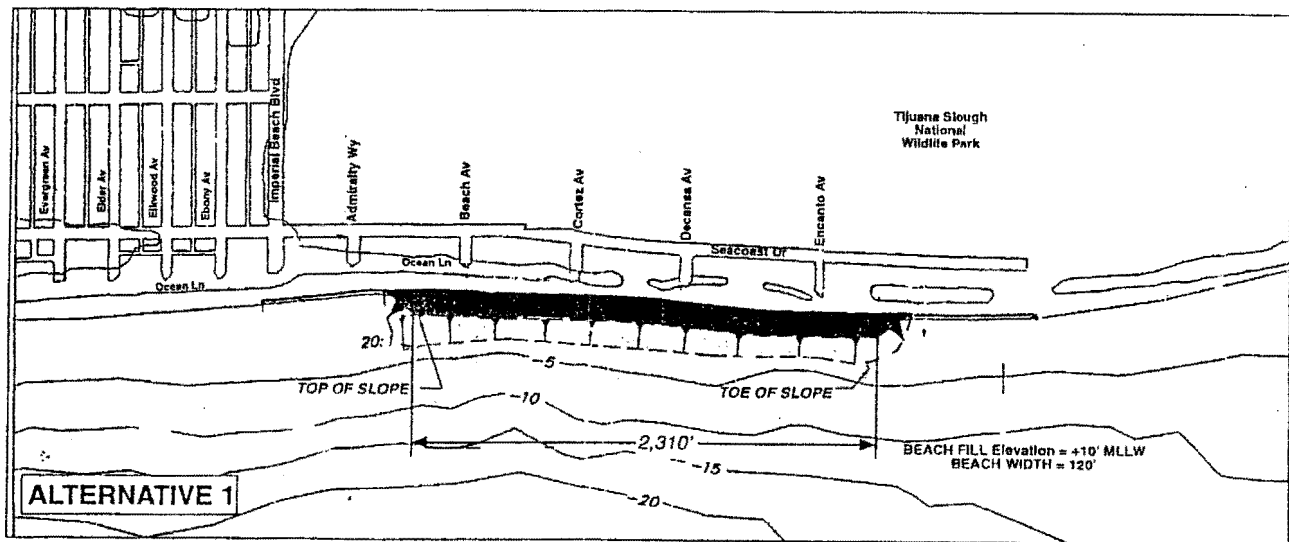 Tijuana Slough
National
Wildlife Park
Evergreen Av
Elder Av
Elkwood Av
Ebony Av
Imperial Beach Blvd
Admiralty Wy
Beach Av
Cortez Av
Decansa Av
Encanto Av
Seacoast Dr
Ocean Ln
Ocean Ln
20:
-5
TOP OF SLOPE
TOE OF SLOPE
-10
2,310'
BEACH FILL Elevation = +10' MLLW
BEACH WIDTH = 120'
-15
-20
ALTERNATIVE 1